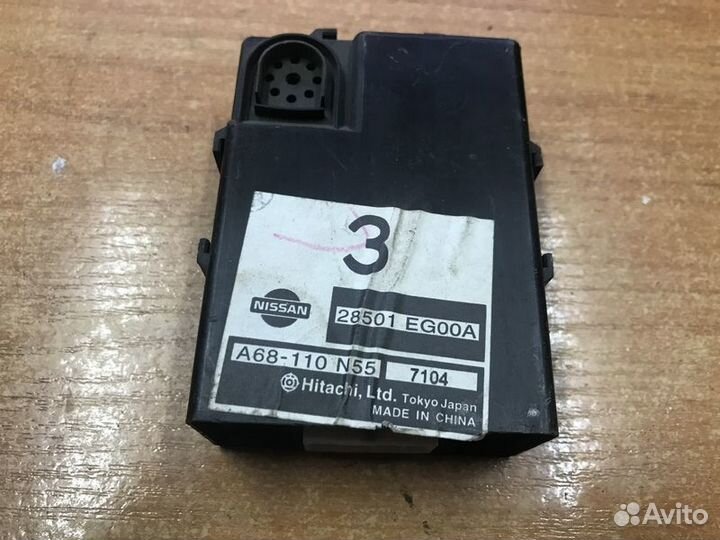 3
NISSAN
28501 EG00A
A68-110 N55 7104
Hitachi, Ltd. Tokyo Japan
MADE IN CHINA
Avito